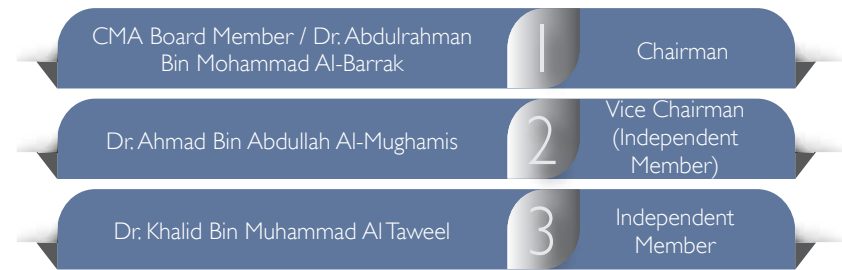 CMA Board Member / Dr. Abdulrahman
Bin Mohammad Al-Barrak
1
Chairman
Dr. Ahmad Bin Abdullah Al-Mughamis
2
Vice Chairman
(Independent
Member)
Dr. Khalid Bin Muhammad Al Taweel
3
Independent
Member